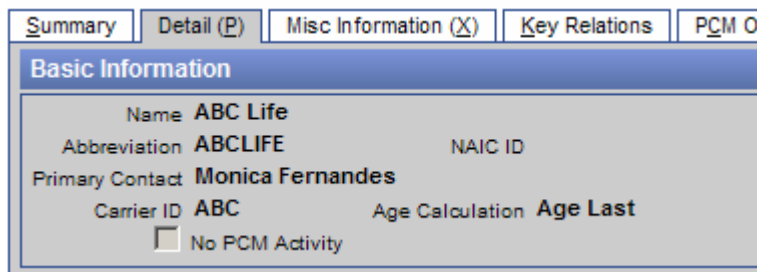 Summary Detail (P) Misc Information (X) Key Relations PCM O
Basic Information
Name ABC Life
Abbreviation ABCLIFE NAIC ID
Primary Contact Monica Fernandes
Carrier ID ABC Age Calculation Age Last
No PCM Activity